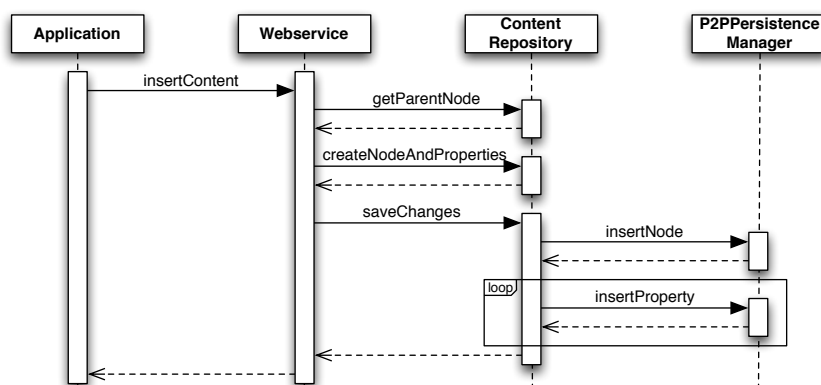 Application
Webservice
Content
Repository
P2PPersistence
Manager
insertContent
getParentNode
createNodeAndProperties
saveChanges
insertNode
loop
insertProperty